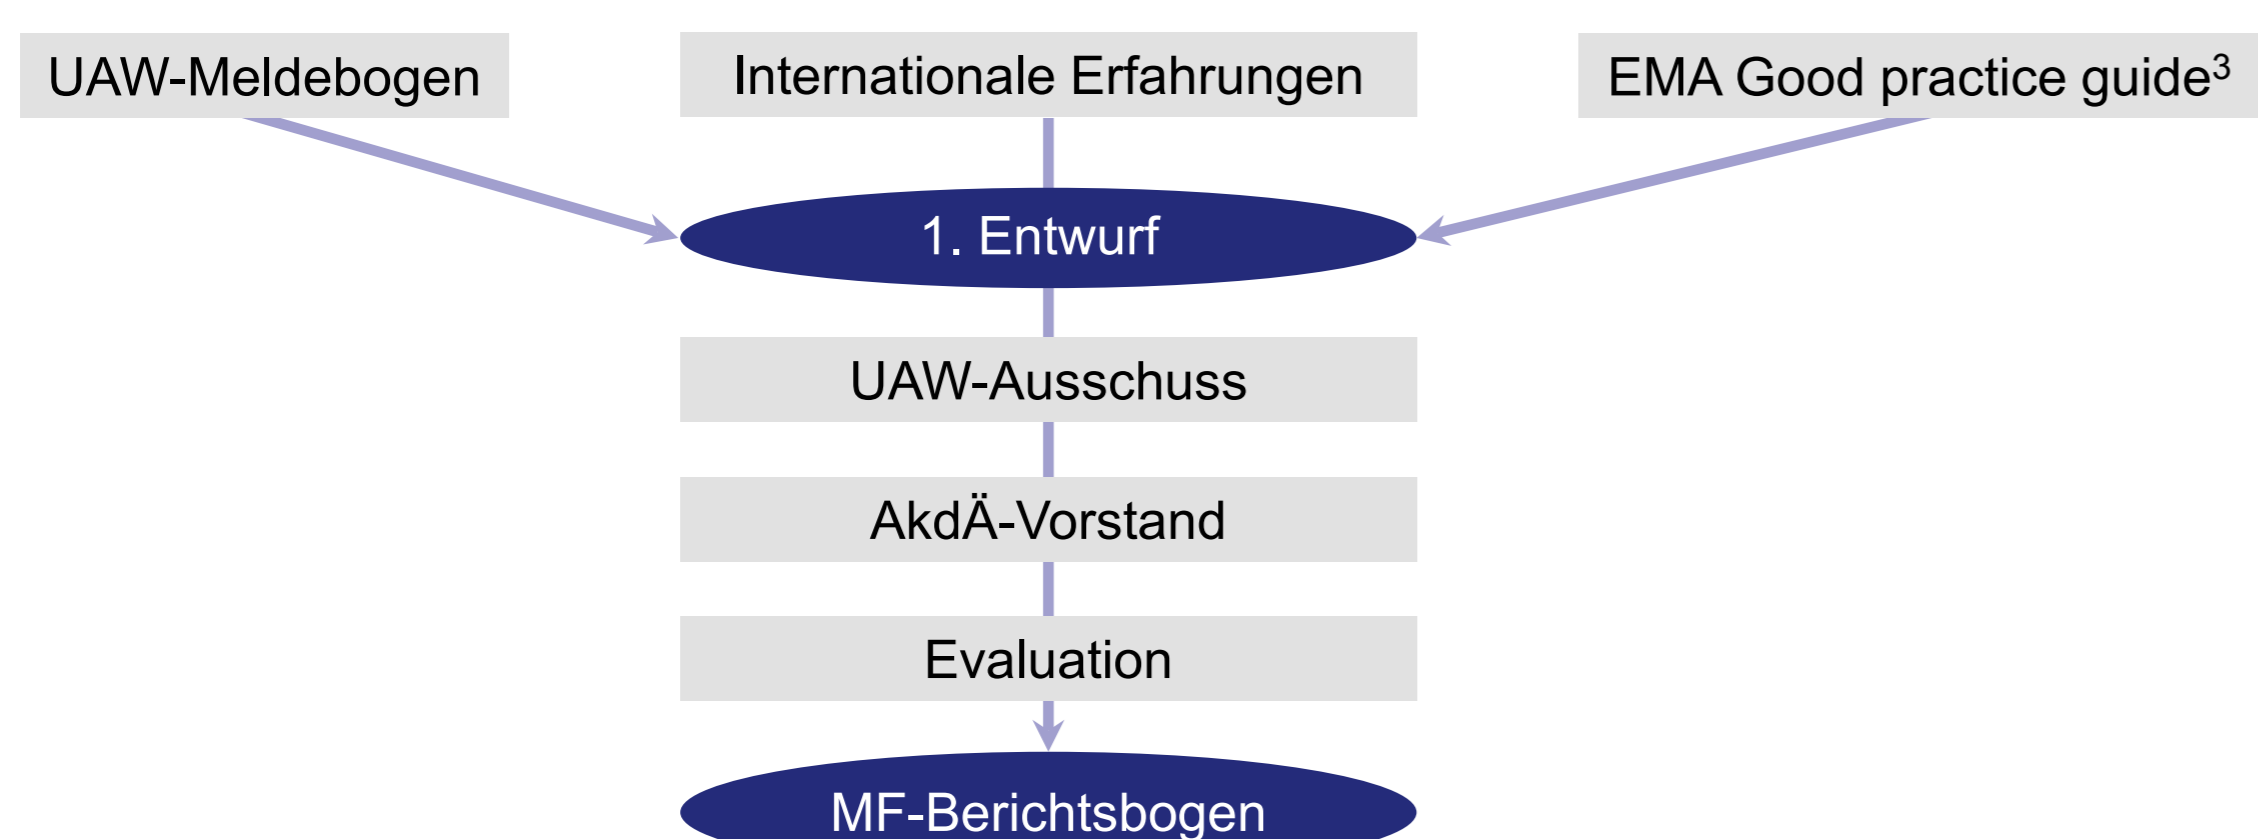 UAW-Meldebogen
Internationale Erfahrungen
EMA Good practice guide³
1. Entwurf
UAW-Ausschuss
AkdÄ-Vorstand
Evaluation
MF-Berichtsbogen